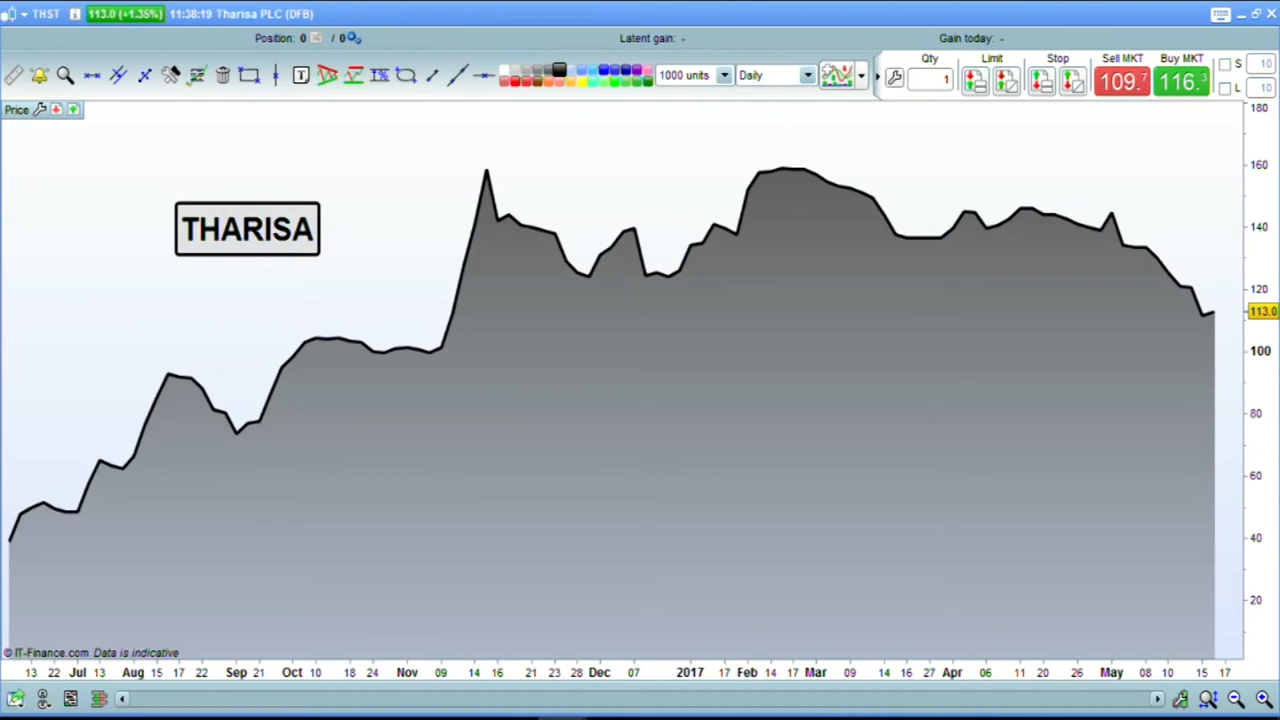 THST 113.0 (+1.35%) 11:38:19 Tharisa PLC (DFB)
Position: 0 / 0 Latent gain: - Gain today: -
Qty Limit Stop Sell MKT Buy MKT S 10
1000 units Daily 1 109.7 116.3 L 10
Price
180
160
THARISA
140
120
113.0
100
80
60
40
20
© IT-Finance.com Data is indicative
13 22 Jul 13 Aug 17 22 Sep 21 Oct 10 18 24 Nov 09 14 16 21 23 28 Dec 07 2017 17 Feb 14 17 Mar 09 14 16 27 Apr 06 11 20 26 May 08 10 15 17